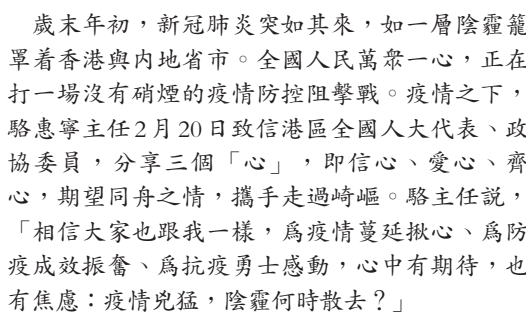 歲末年初，新冠肺炎突如其來，如一層陰霾籠
罩着香港與内地省市。全國人民萬衆一心，正在
打一場沒有硝煙的疫情防控阻擊戰。疫情之下，
駱惠寧主任2月20日致信港區全國人大代表、政
協委員，分享三個「心」，即信心、愛心、齊
心，期望同舟之情，攜手走過崎嶇。駱主任説，
「相信大家也跟我一樣，爲疫情蔓延揪心、爲防
疫成效振奮、爲抗疫勇士感動，心中有期待，也
有焦慮：疫情兇猛，陰霾何時散去？」